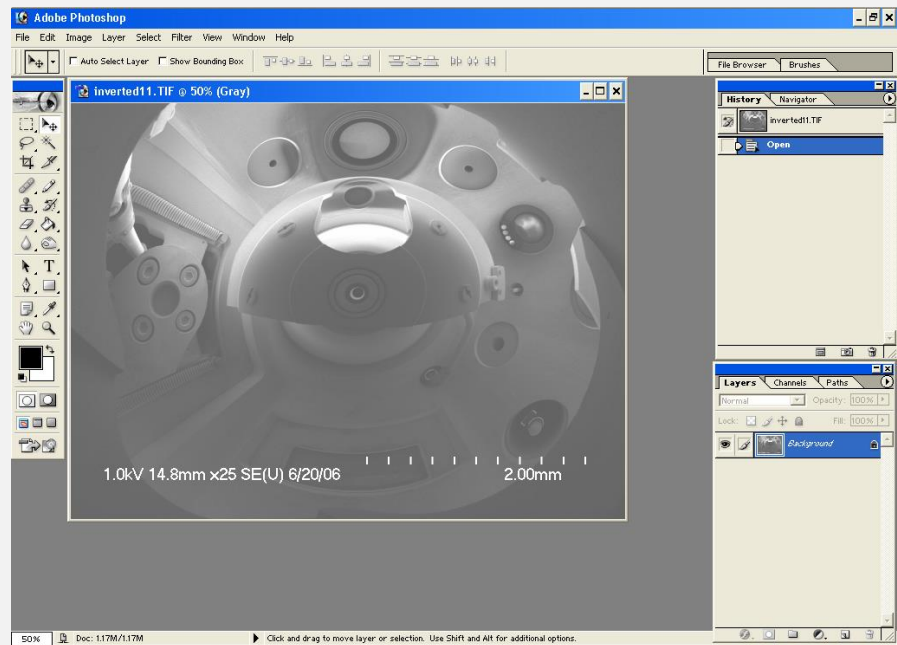 Adobe Photoshop
File Edit Image Layer Select Filter View Window Help
Auto Select Layer Show Bounding Box
File Browser Brushes
inverted11.TIF @ 50% (Gray)
1.0kV 14.8mm x25 SE(U) 6/20/06
2.00mm
History Navigator
inverted11.TIF
Open
Layers Channels Paths
Normal Opacity: 100%
Lock: Fill: 100%
Background
50% Doc: 1.17M/1.17M Click and drag to move layer or selection. Use Shift and Alt for additional options.